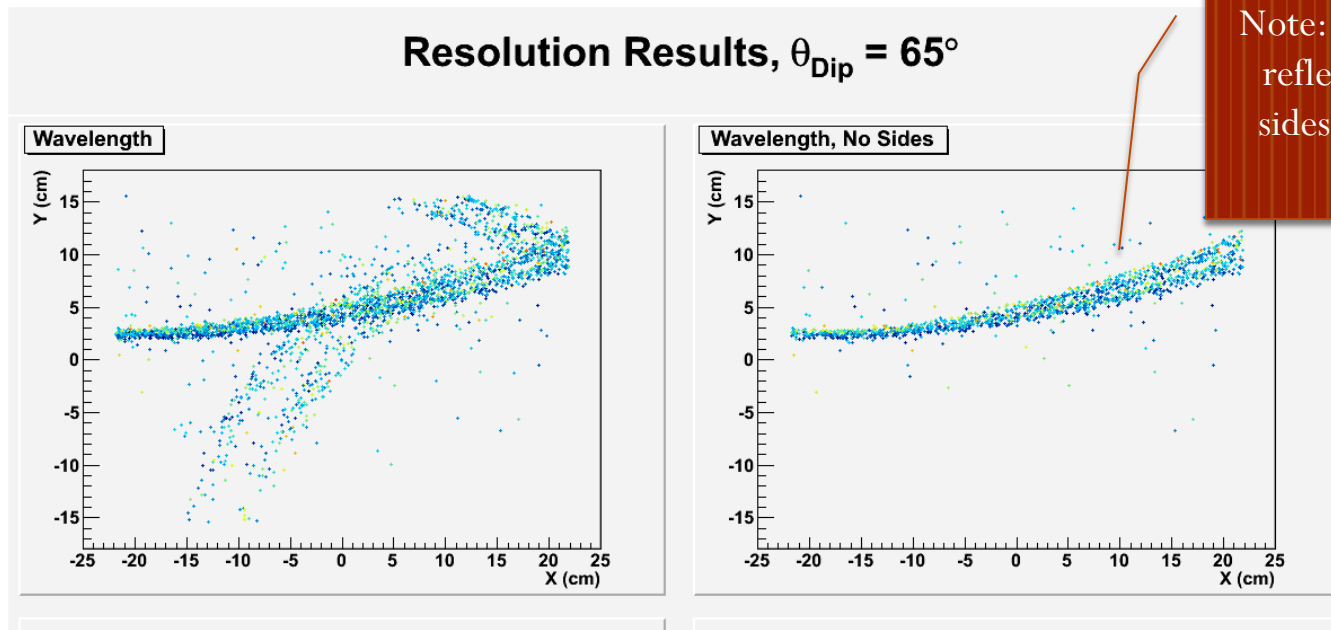 Resolution Results, θDip = 65°
Note:
refle
sides
Wavelength
Y (cm)
15
10
5
0
-5
-10
-15
-25 -20 -15 -10 -5 0 5 10 15 20 25
X (cm)
Wavelength, No Sides
Y (cm)
15
10
5
0
-5
-10
-15
-25 -20 -15 -10 -5 0 5 10 15 20 25
X (cm)